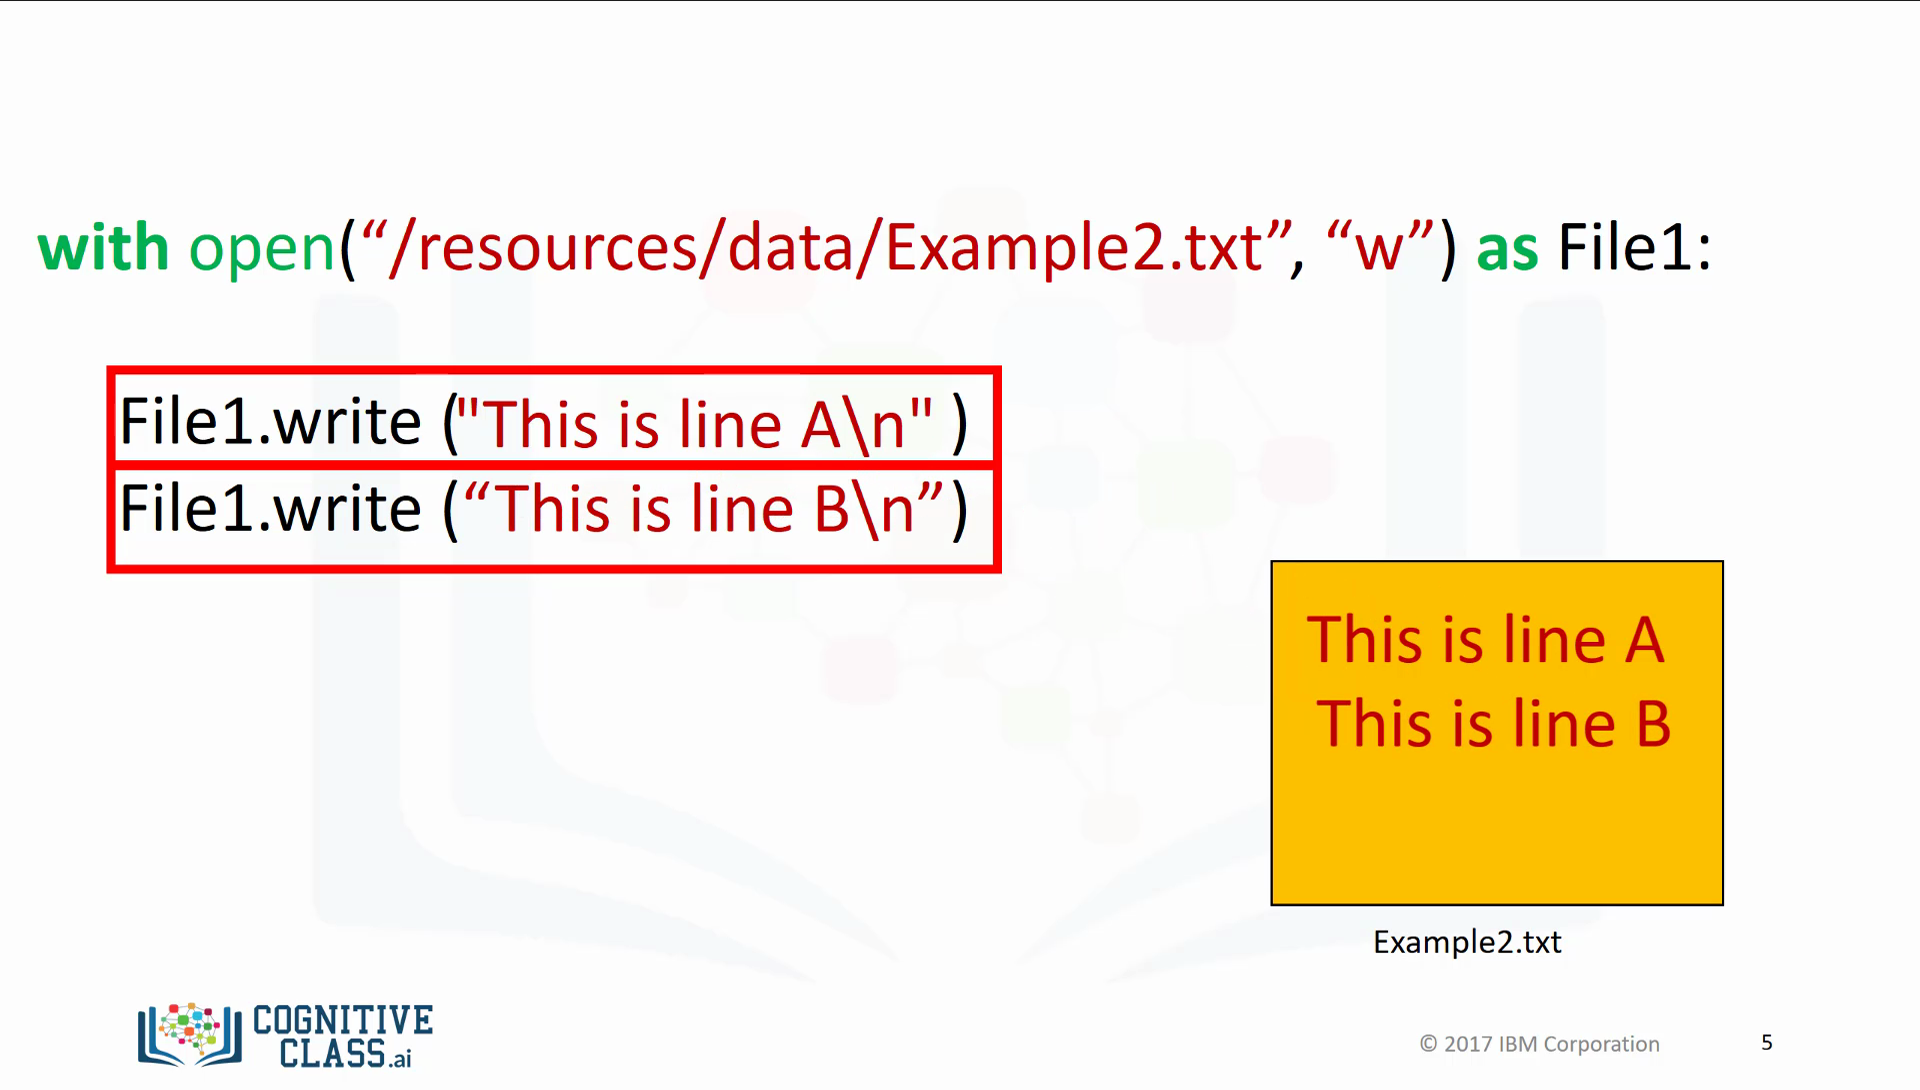 with open(“/resources/data/Example2.txt”, “w”) as File1:
File1.write ("This is line A\n" )
File1.write (“This is line B\n”)
This is line A
This is line B
Example2.txt
COGNITIVE
CLASS.ai
© 2017 IBM Corporation 5